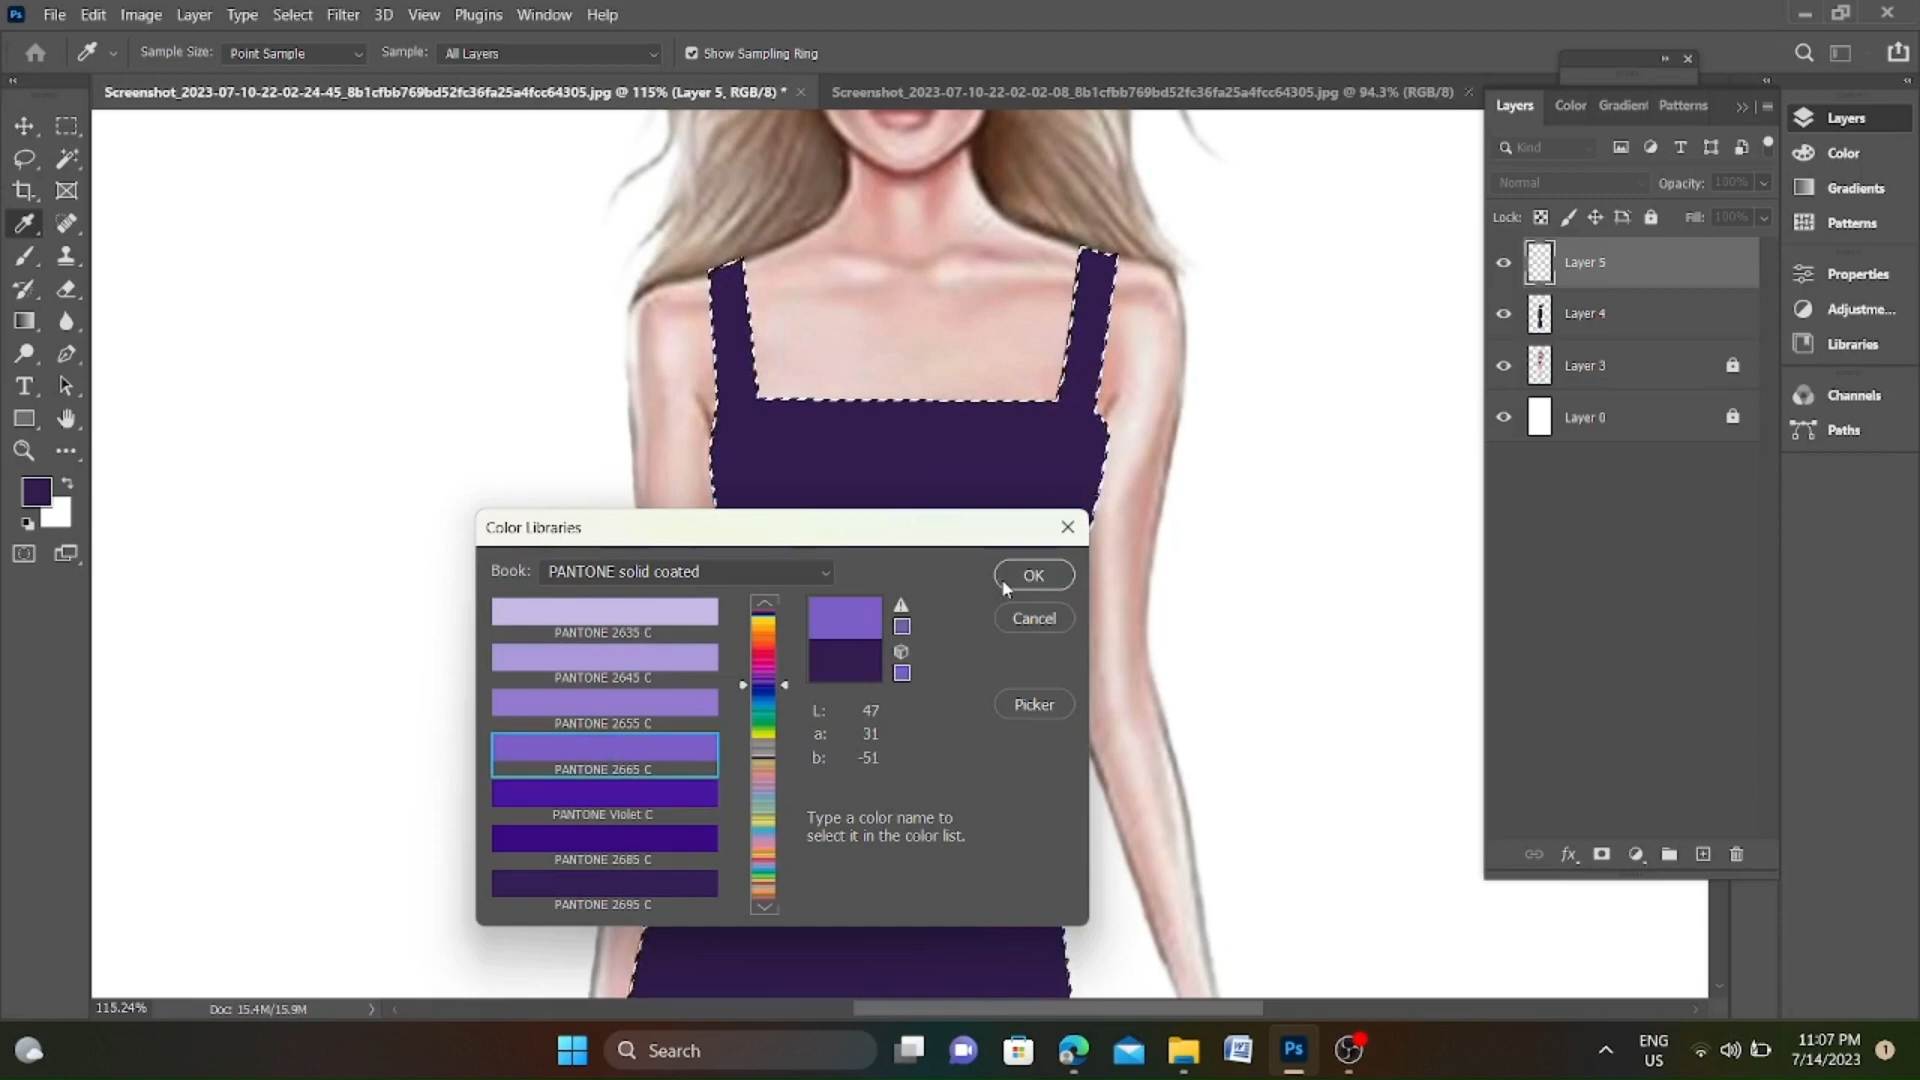 Ps File Edit Image Layer Type Select Filter 3D View Plugins Window Help
Sample Size: Point Sample Sample: All Layers Show Sampling Ring
Screenshot_2023-07-10-22-02-24-45_8b1cfbb769bd52fc36fa25a4fcc64305.jpg @ 115% (Layer 5, RGB/8) *
Screenshot_2023-07-10-22-02-02-08_8b1cfbb769bd52fc36fa25a4fcc64305.jpg @ 94.3% (RGB/8)
Layers Color Gradient Patterns
Kind
Normal Opacity: 100%
Lock: Fill: 100%
Layer 5
Layer 4
Layer 3
Layer 0
Layers
Color
Gradients
Patterns
Properties
Adjustme...
Libraries
Channels
Paths
Color Libraries
Book: PANTONE solid coated
OK
Cancel
Picker
PANTONE 2635 C
PANTONE 2645 C
PANTONE 2655 C
PANTONE 2665 C
PANTONE Violet C
PANTONE 2685 C
PANTONE 2695 C
L: 47
a: 31
b: -51
Type a color name to
select it in the color list.
115.24% Doc: 15.4M/15.9M
Search
Ps
ENG
US
11:07 PM
7/14/2023
1